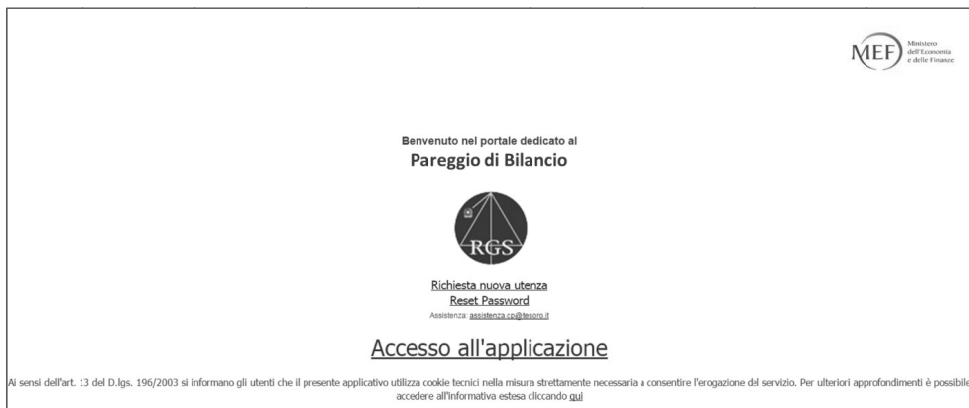 MEF
Ministero
dell'Economia
e delle Finanze
Benvenuto nel portale dedicato al
Pareggio di Bilancio
RGS
Richiesta nuova utenza
Reset Password
Assistenza: assistenza.cp@tesoro.it
Accesso all'applicazione
Ai sensi dell'art. 13 del D.lgs. 196/2003 si informano gli utenti che il presente applicativo utilizza cookie tecnici nella misura strettamente necessaria a consentire l'erogazione del servizio. Per ulteriori approfondimenti è possibile
accedere all'informativa estesa cliccando qui